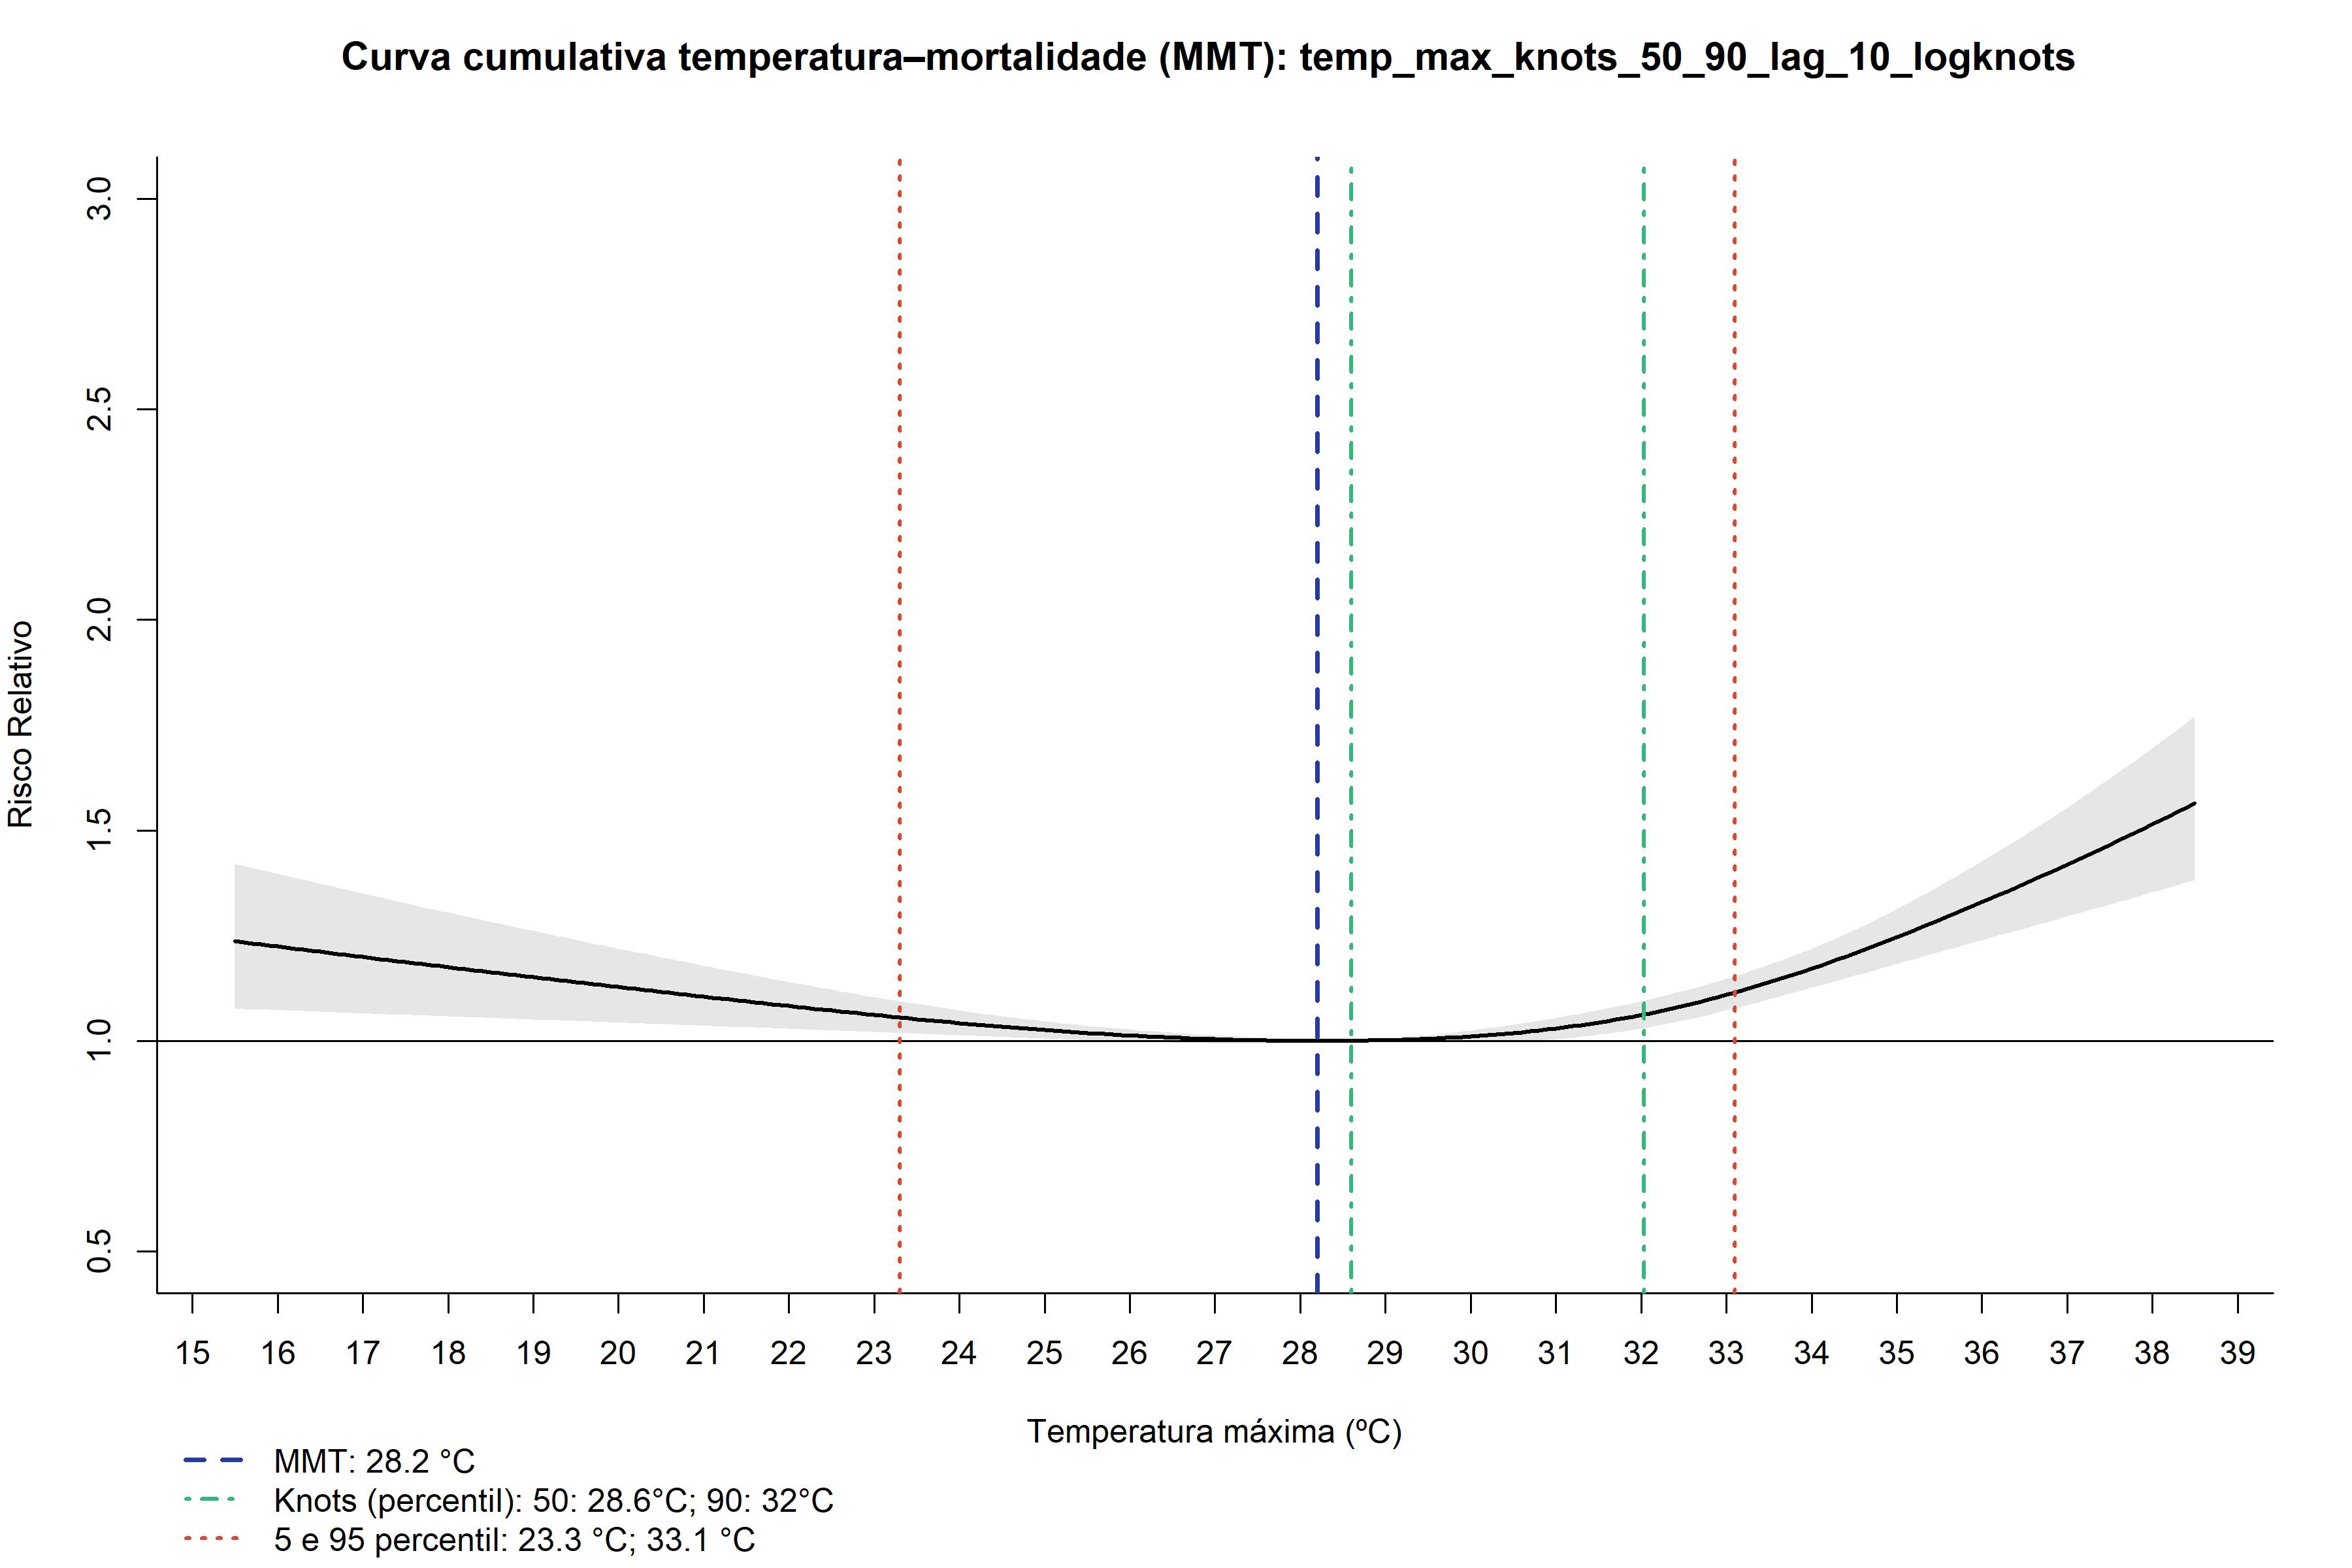 Curva cumulativa temperatura–mortalidade (MMT): temp_max_knots_50_90_lag_10_logknots
Risco Relativo
3.0
2.5
2.0
1.5
1.0
0.5
15 16 17 18 19 20 21 22 23 24 25 26 27 28 29 30 31 32 33 34 35 36 37 38 39
Temperatura máxima (ºC)
MMT: 28.2 °C
Knots (percentil): 50: 28.6°C; 90: 32°C
5 e 95 percentil: 23.3 °C; 33.1 °C